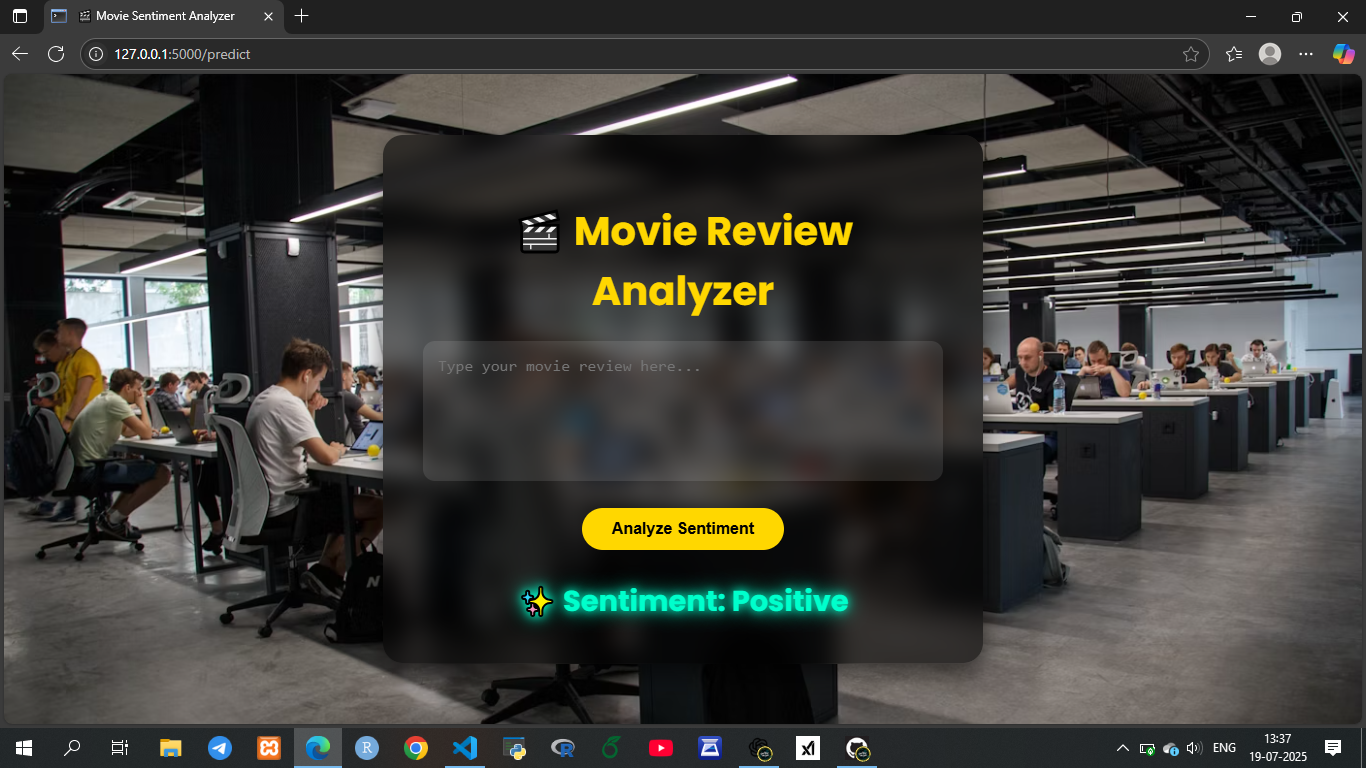 Movie Sentiment Analyzer
127.0.0.1:5000/predict
🎬 Movie Review
Analyzer
Type your movie review here...
Analyze Sentiment
✨ Sentiment: Positive
ENG
13:37
19-07-2025